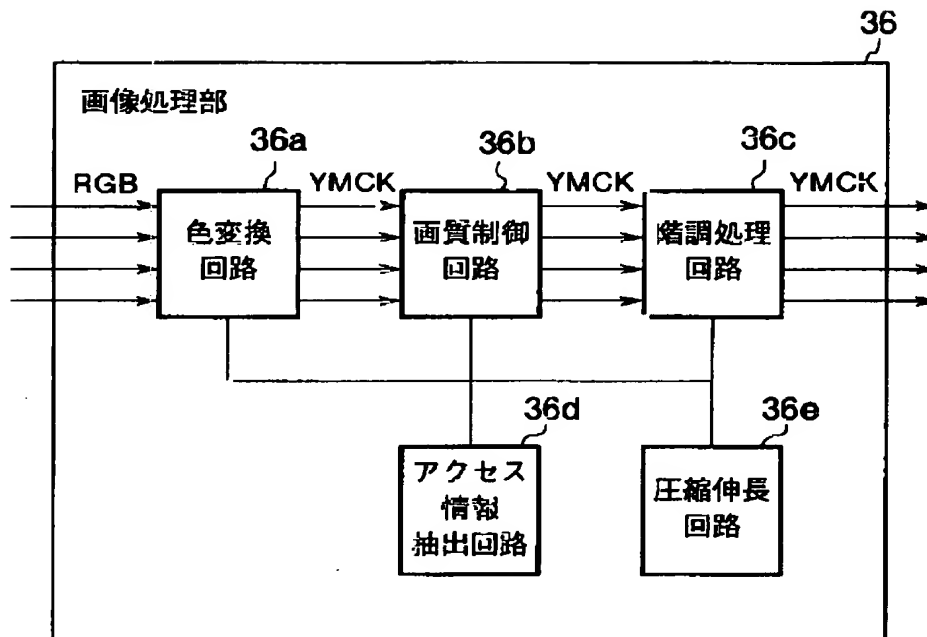 36
画像処理部
36a
36b
36c
RGB
YMCK
YMCK
YMCK
色変換
回路
画質制御
回路
階調処理
回路
36d
36e
アクセス
情報
抽出回路
圧縮伸長
回路